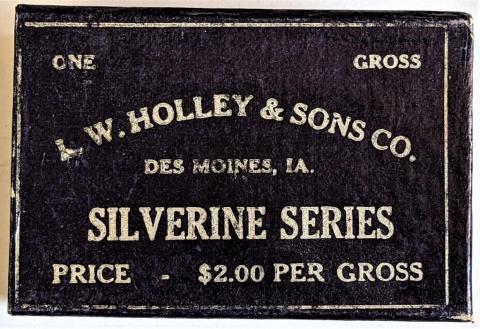 ONE GROSS
L. W. HOLLEY & SONS CO.
DES MOINES, IA.
SILVERINE SERIES
PRICE - $2.00 PER GROSS